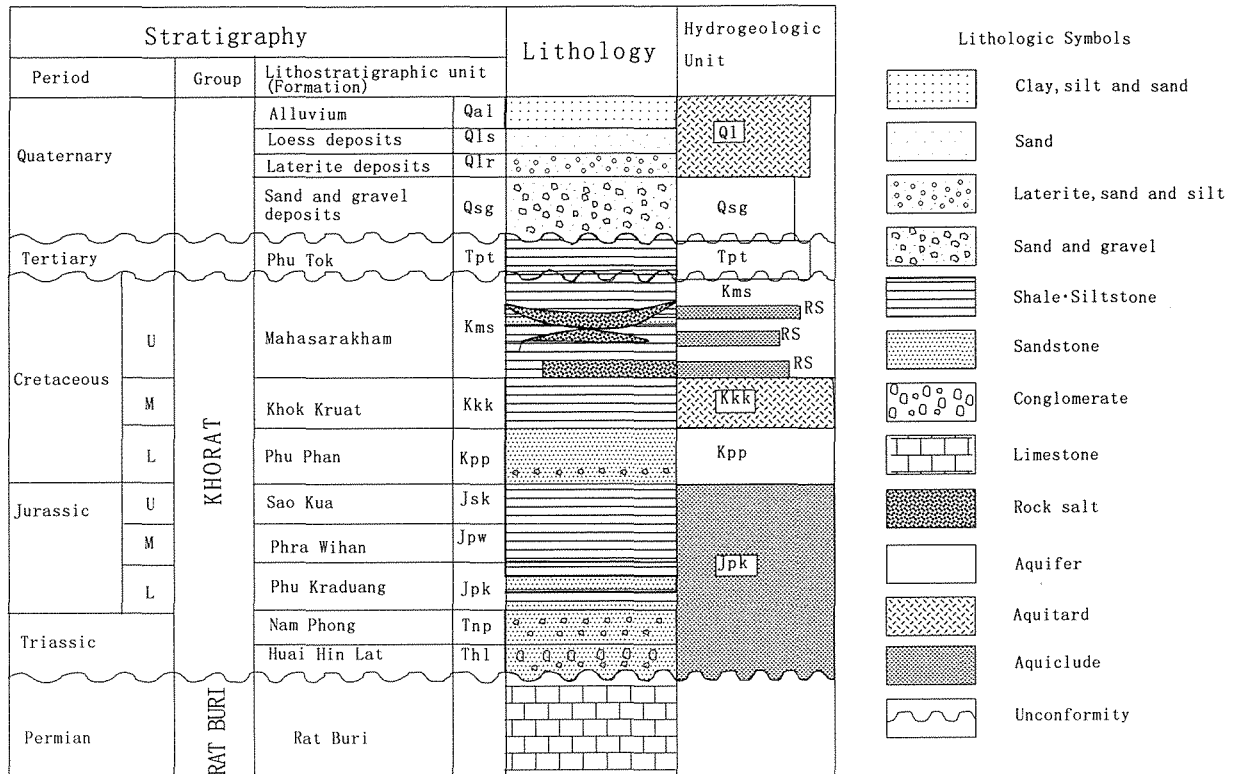 Stratigraphy
Lithology
Hydrogeologic
Unit
Period
Group
Lithostratigraphic unit
(Formation)
Quaternary
Alluvium Qal
Loess deposits Qls
Laterite deposits Qlr
Ql
Sand and gravel
deposits
Qsg
Qsg
Tertiary
Phu Tok
Tpt
Tpt
Cretaceous
U
Mahasarakham
Kms
Kms
RS
RS
RS
M
Khok Kruat
Kkk
Kkk
L
Phu Phan
Kpp
Kpp
KHORAT
Jurassic
U
Sao Kua
Jsk
M
Phra Wihan
Jpw
Jpk
L
Phu Kraduang
Jpk
Triassic
Nam Phong
Tnp
Huai Hin Lat
Thl
Permian
RAT BURI
Rat Buri
Lithologic Symbols
Clay, silt and sand
Sand
Laterite, sand and silt
Sand and gravel
Shale·Siltstone
Sandstone
Conglomerate
Limestone
Rock salt
Aquifer
Aquitard
Aquiclude
Unconformity